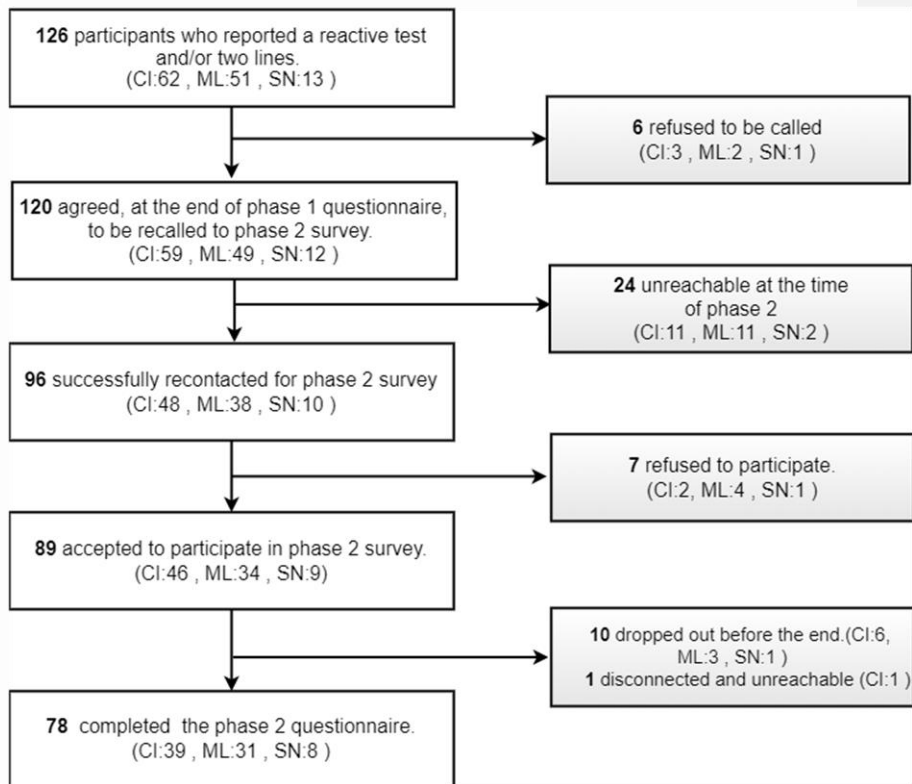 126 participants who reported a reactive test
and/or two lines.
(CI:62 , ML:51 , SN:13 )
6 refused to be called
(CI:3 , ML:2 , SN:1 )
120 agreed, at the end of phase 1 questionnaire,
to be recalled to phase 2 survey.
(CI:59 , ML:49 , SN:12 )
24 unreachable at the time
of phase 2
(CI:11 , ML:11 , SN:2 )
96 successfully recontacted for phase 2 survey
(CI:48 , ML:38 , SN:10 )
7 refused to participate.
(CI:2, ML:4 , SN:1 )
89 accepted to participate in phase 2 survey.
(CI:46 , ML:34 , SN:9)
10 dropped out before the end.(CI:6,
ML:3 , SN:1 )
1 disconnected and unreachable (CI:1 )
78 completed the phase 2 questionnaire.
(CI:39 , ML:31 , SN:8 )